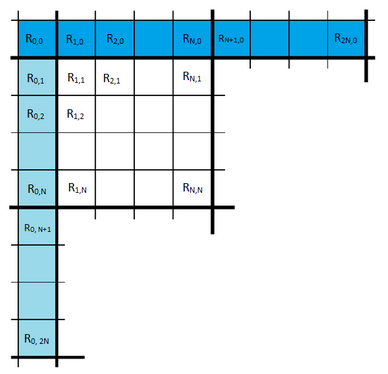 R0,0 R1,0 R2,0 RN,0 RN+1,0 R2N,0
R0,1 R1,1 R2,1 RN,1
R0,2 R1,2
R0,N R1,N RN,N
R0, N+1
R0, 2N